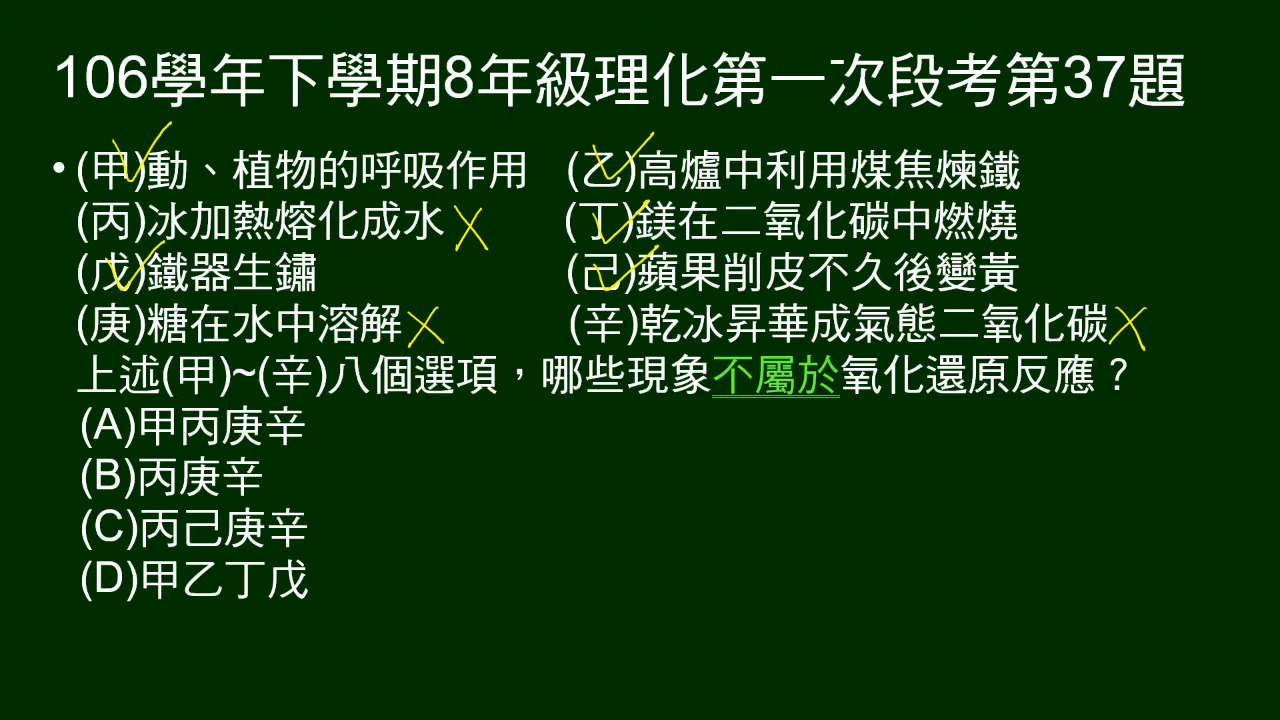 106學年下學期8年級理化第一次段考第37題
•(甲)動、植物的呼吸作用 (乙)高爐中利用煤焦煉鐵
(丙)冰加熱熔化成水 (丁)鎂在二氧化碳中燃燒
(戊)鐵器生鏽 (己)蘋果削皮不久後變黃
(庚)糖在水中溶解 (辛)乾冰昇華成氣態二氧化碳
上述(甲)~(辛)八個選項，哪些現象不屬於氧化還原反應？
(A)甲丙庚辛
(B)丙庚辛
(C)丙己庚辛
(D)甲乙丁戊